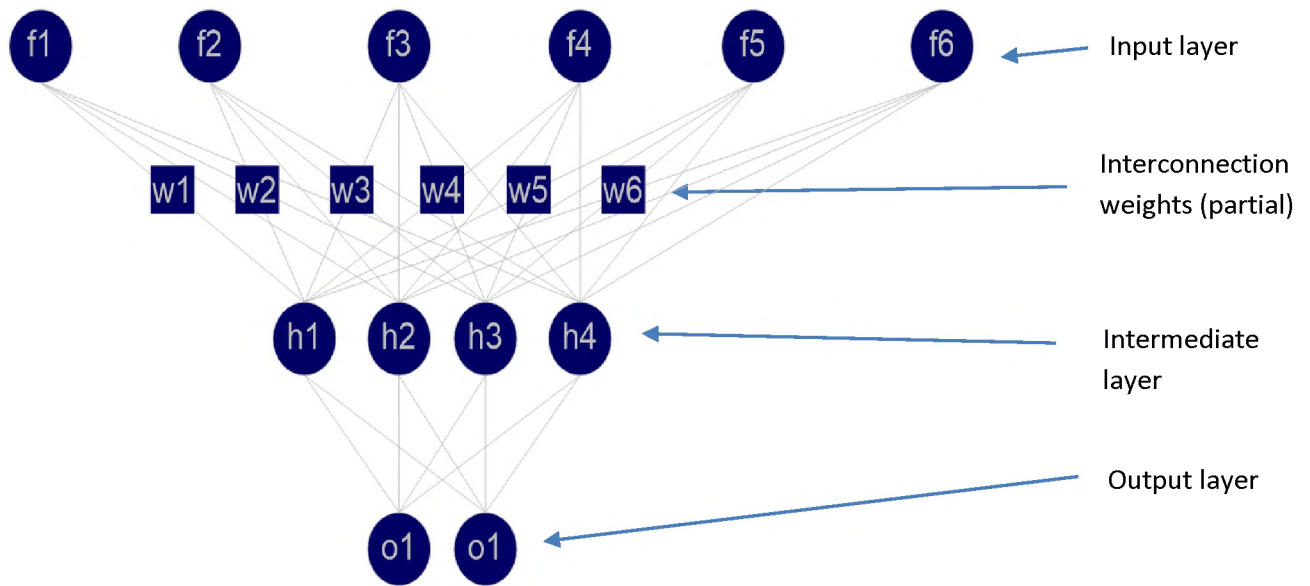 f1 f2 f3 f4 f5 f6
Input layer
w1 w2 w3 w4 w5 w6
Interconnection
weights (partial)
h1 h2 h3 h4
Intermediate
layer
Output layer
o1 o1